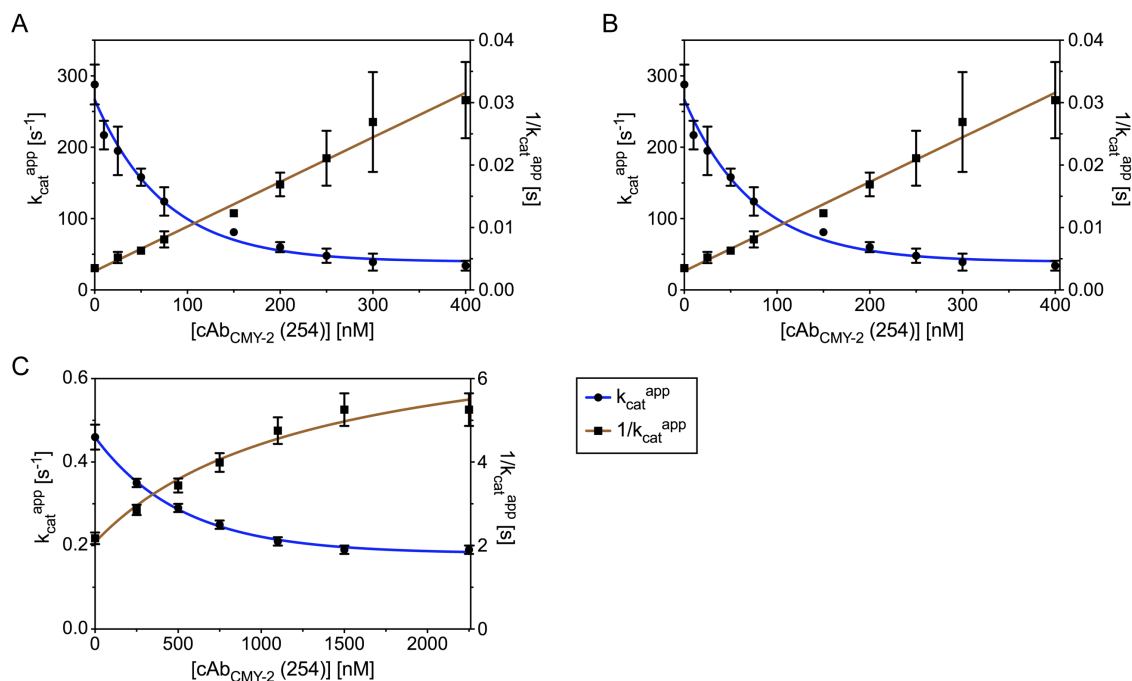 A
k_cat^app [s⁻¹]
300
200
100
0
0.04
0.03
0.02
0.01
0.00
1/k_cat^app [s]
0 100 200 300 400
[cAb_CMY-2 (254)] [nM]
B
k_cat^app [s⁻¹]
300
200
100
0
0.04
0.03
0.02
0.01
0.00
1/k_cat^app [s]
0 100 200 300 400
[cAb_CMY-2 (254)] [nM]
C
k_cat^app [s⁻¹]
0.6
0.4
0.2
0.0
6
4
2
0
1/k_cat^app [s]
0 500 1000 1500 2000
[cAb_CMY-2 (254)] [nM]
k_cat^app
1/k_cat^app